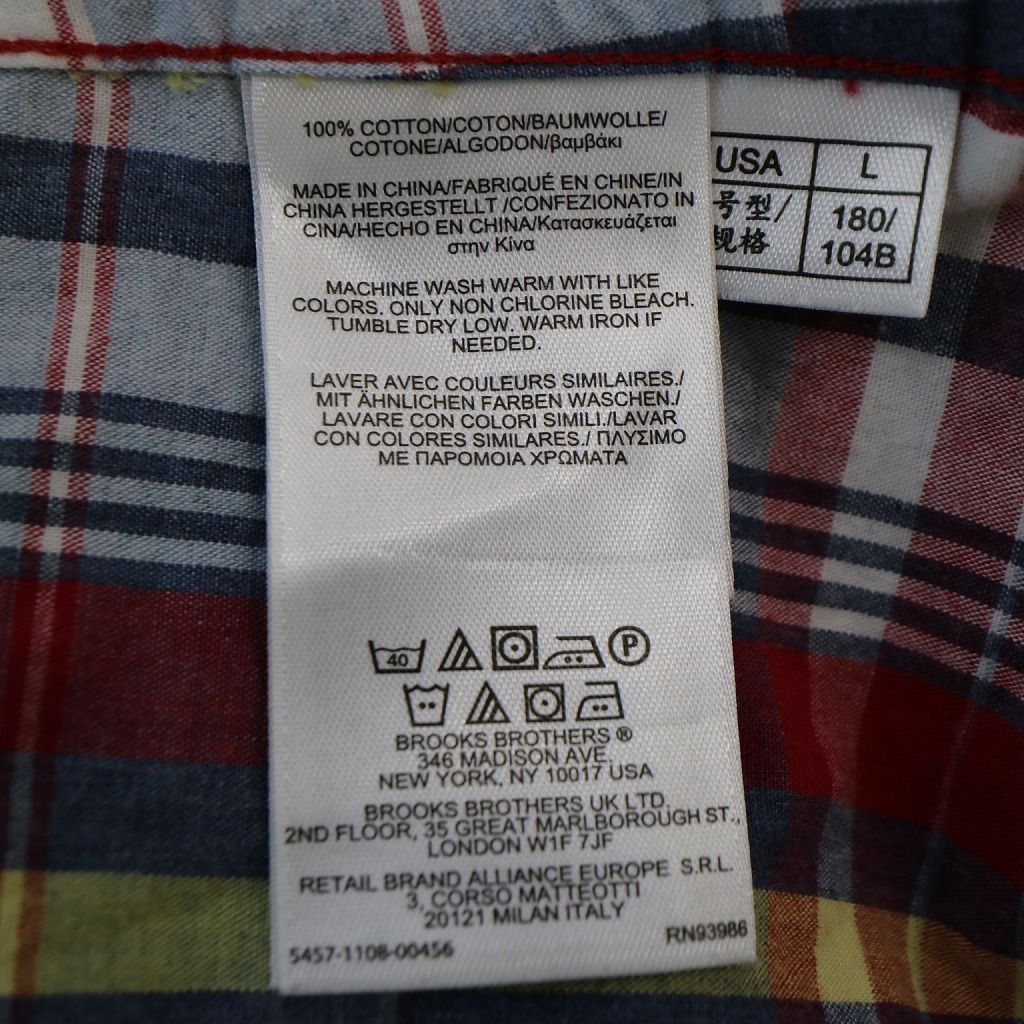 100% COTTON/COTON/BAUMWOLLE/
COTONE/ALGODON/βαμβάκι
MADE IN CHINA/FABRIQUÉ EN CHINE/IN
CHINA HERGESTELLT /CONFEZIONATO IN
CINA/HECHO EN CHINA/Κατασκευάζεται
στην Κίνα
MACHINE WASH WARM WITH LIKE
COLORS. ONLY NON CHLORINE BLEACH.
TUMBLE DRY LOW. WARM IRON IF
NEEDED.
LAVER AVEC COULEURS SIMILAIRES./
MIT ÄHNLICHEN FARBEN WASCHEN./
LAVARE CON COLORI SIMILI./LAVAR
CON COLORES SIMILARES./ ΠΛΥΣΙΜΟ
ΜΕ ΠΑΡΟΜΟΙΑ ΧΡΩΜΑΤΑ
40 P
BROOKS BROTHERS ®
346 MADISON AVE.
NEW YORK, NY 10017 USA
BROOKS BROTHERS UK LTD.
2ND FLOOR, 35 GREAT MARLBOROUGH ST.,
LONDON W1F 7JF
RETAIL BRAND ALLIANCE EUROPE S.R.L.
3, CORSO MATTEOTTI
20121 MILAN ITALY
5457-1108-00456 RN93986
USA L
号型/ 180/
规格 104B